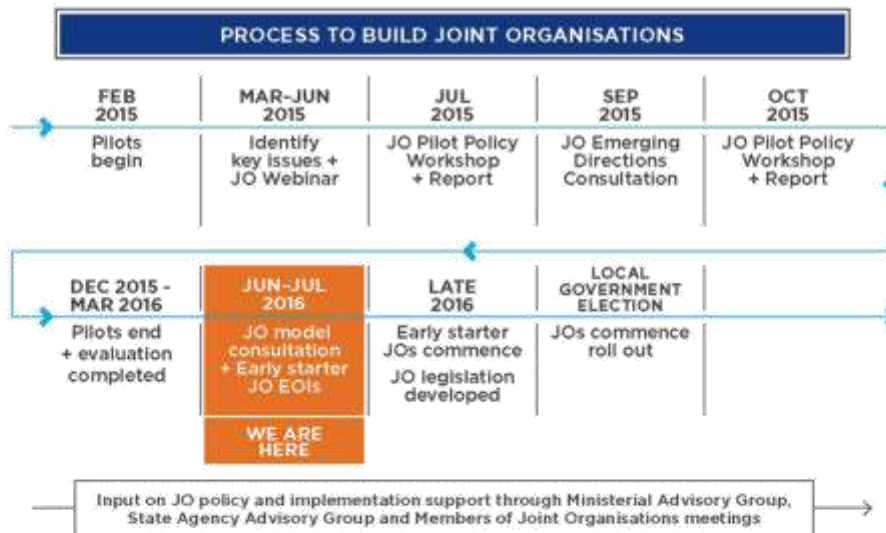 PROCESS TO BUILD JOINT ORGANISATIONS
FEB
2015
Pilots
begin
MAR-JUN
2015
Identify
key issues +
JO Webinar
JUL
2015
JO Pilot Policy
Workshop
+ Report
SEP
2015
JO Emerging
Directions
Consultation
OCT
2015
JO Pilot Policy
Workshop
+ Report
DEC 2015 -
MAR 2016
Pilots end
+ evaluation
completed
JUN-JUL
2016
JO model
consultation
+ Early starter
JO EOIs
WE ARE
HERE
LATE
2016
Early starter
JOs commence
JO legislation
developed
LOCAL
GOVERNMENT
ELECTION
JOs commence
roll out
Input on JO policy and implementation support through Ministerial Advisory Group,
State Agency Advisory Group and Members of Joint Organisations meetings